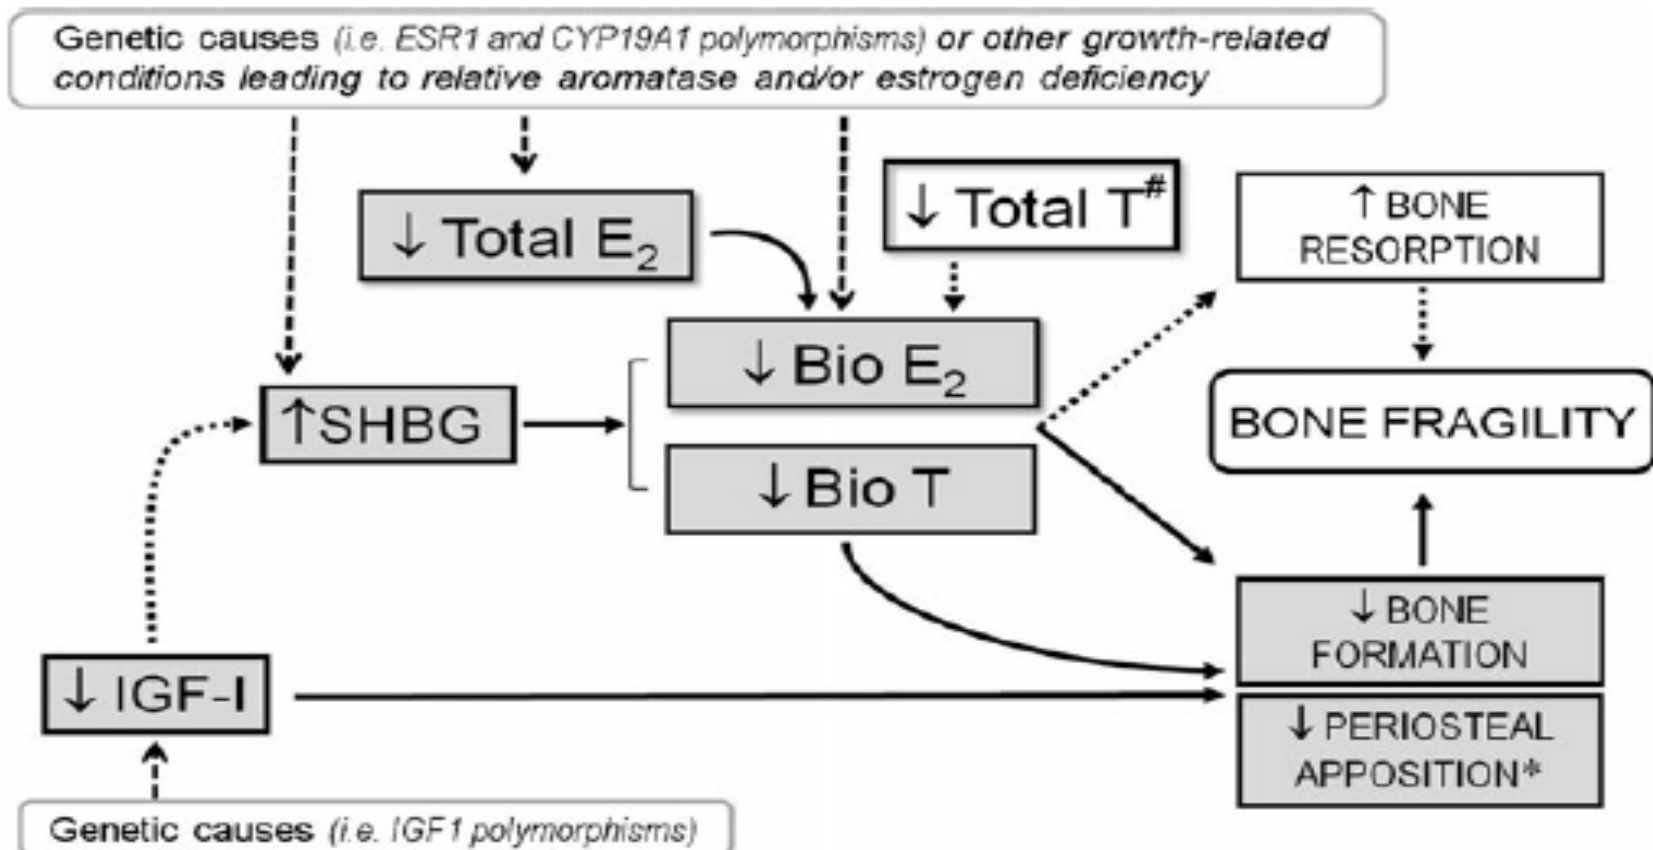 Genetic causes (i.e. ESR1 and CYP19A1 polymorphisms) or other growth-related
conditions leading to relative aromatase and/or estrogen deficiency
↓ Total E₂
↓ Total T#
↑ BONE
RESORPTION
↓ Bio E₂
↑SHBG
BONE FRAGILITY
↓ Bio T
↓ BONE
FORMATION
↓ IGF-I
↓ PERIOSTEAL
APPOSITION*
Genetic causes (i.e. IGF1 polymorphisms)